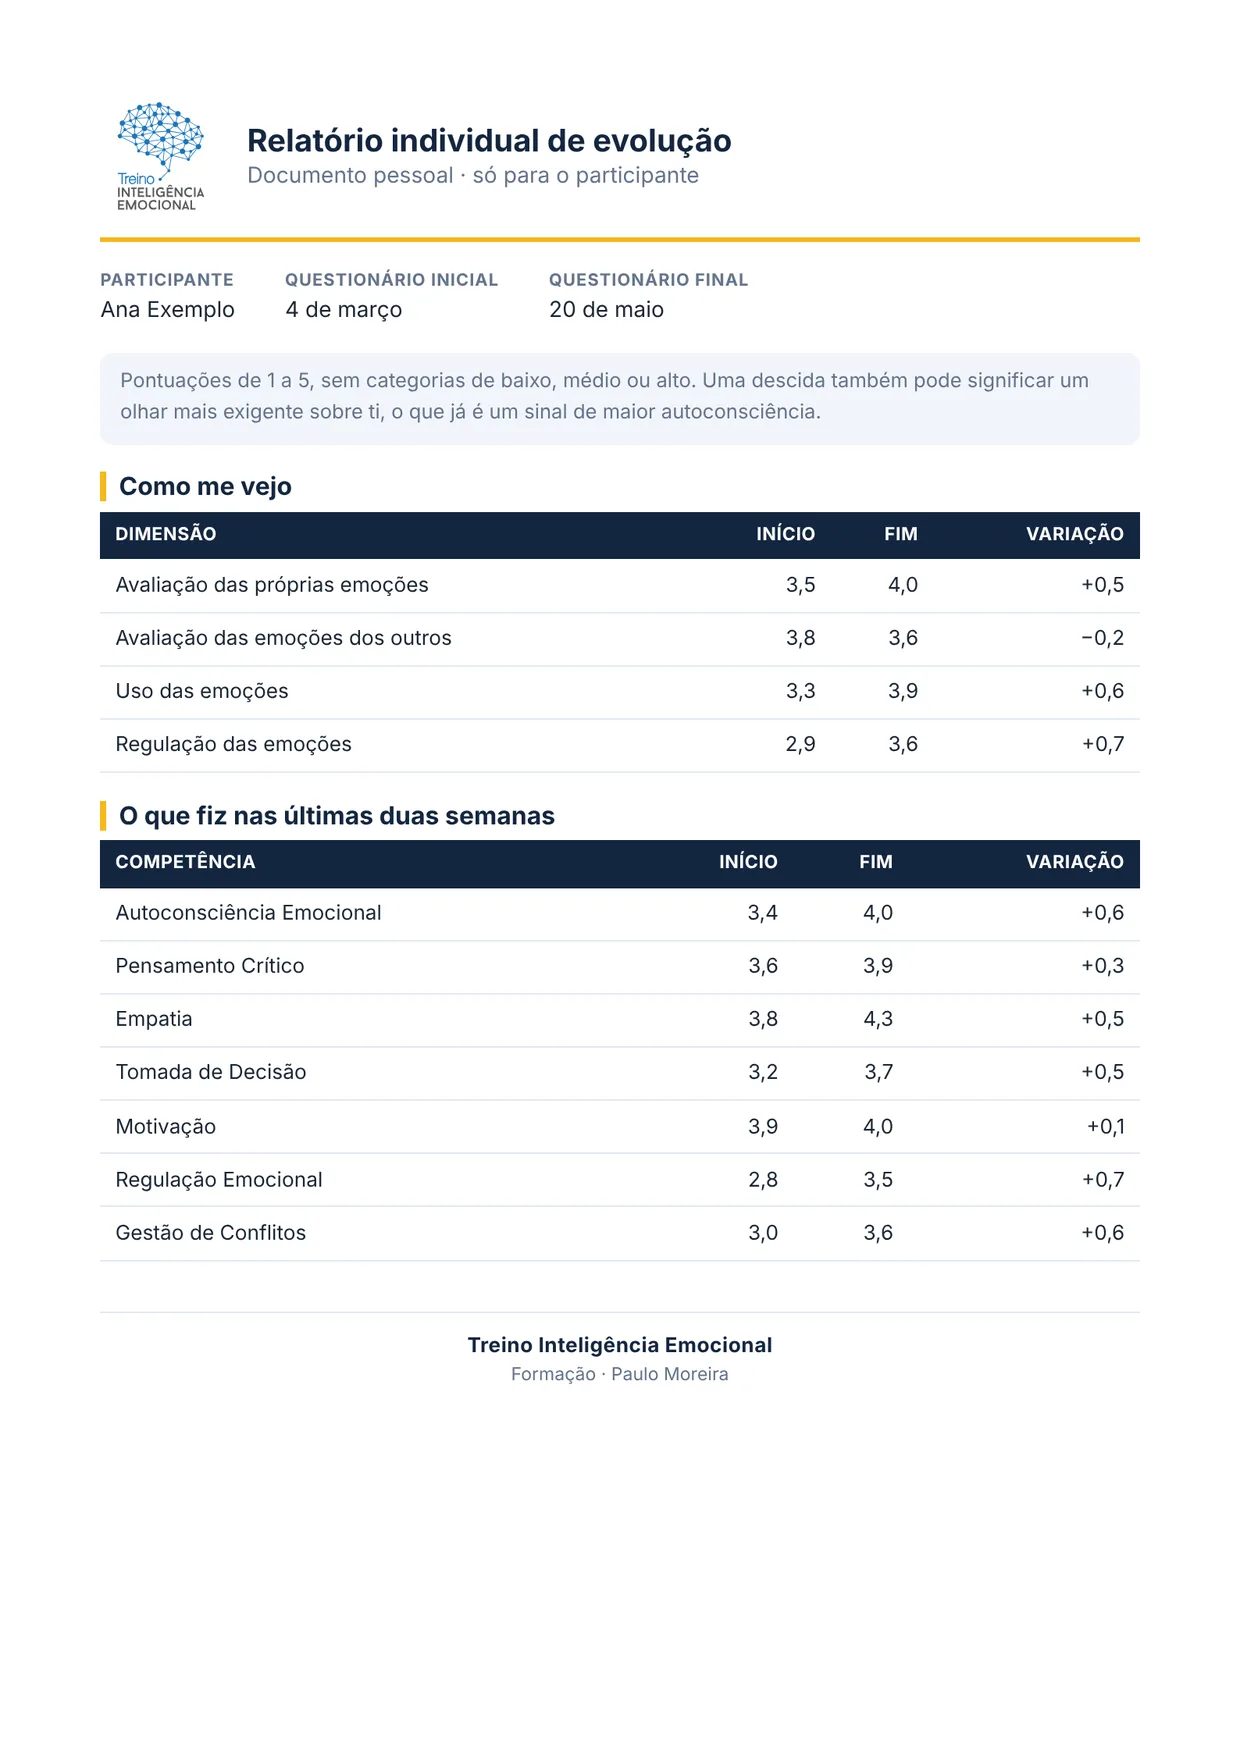 Treino
INTELIGÊNCIA
EMOCIONAL
Relatório individual de evolução
Documento pessoal · só para o participante
PARTICIPANTE QUESTIONÁRIO INICIAL QUESTIONÁRIO FINAL
Ana Exemplo 4 de março 20 de maio
Pontuações de 1 a 5, sem categorias de baixo, médio ou alto. Uma descida também pode significar um
olhar mais exigente sobre ti, o que já é um sinal de maior autoconsciência.
Como me vejo
DIMENSÃO INÍCIO FIM VARIAÇÃO
Avaliação das próprias emoções 3,5 4,0 +0,5
Avaliação das emoções dos outros 3,8 3,6 −0,2
Uso das emoções 3,3 3,9 +0,6
Regulação das emoções 2,9 3,6 +0,7
O que fiz nas últimas duas semanas
COMPETÊNCIA INÍCIO FIM VARIAÇÃO
Autoconsciência Emocional 3,4 4,0 +0,6
Pensamento Crítico 3,6 3,9 +0,3
Empatia 3,8 4,3 +0,5
Tomada de Decisão 3,2 3,7 +0,5
Motivação 3,9 4,0 +0,1
Regulação Emocional 2,8 3,5 +0,7
Gestão de Conflitos 3,0 3,6 +0,6
Treino Inteligência Emocional
Formação · Paulo Moreira